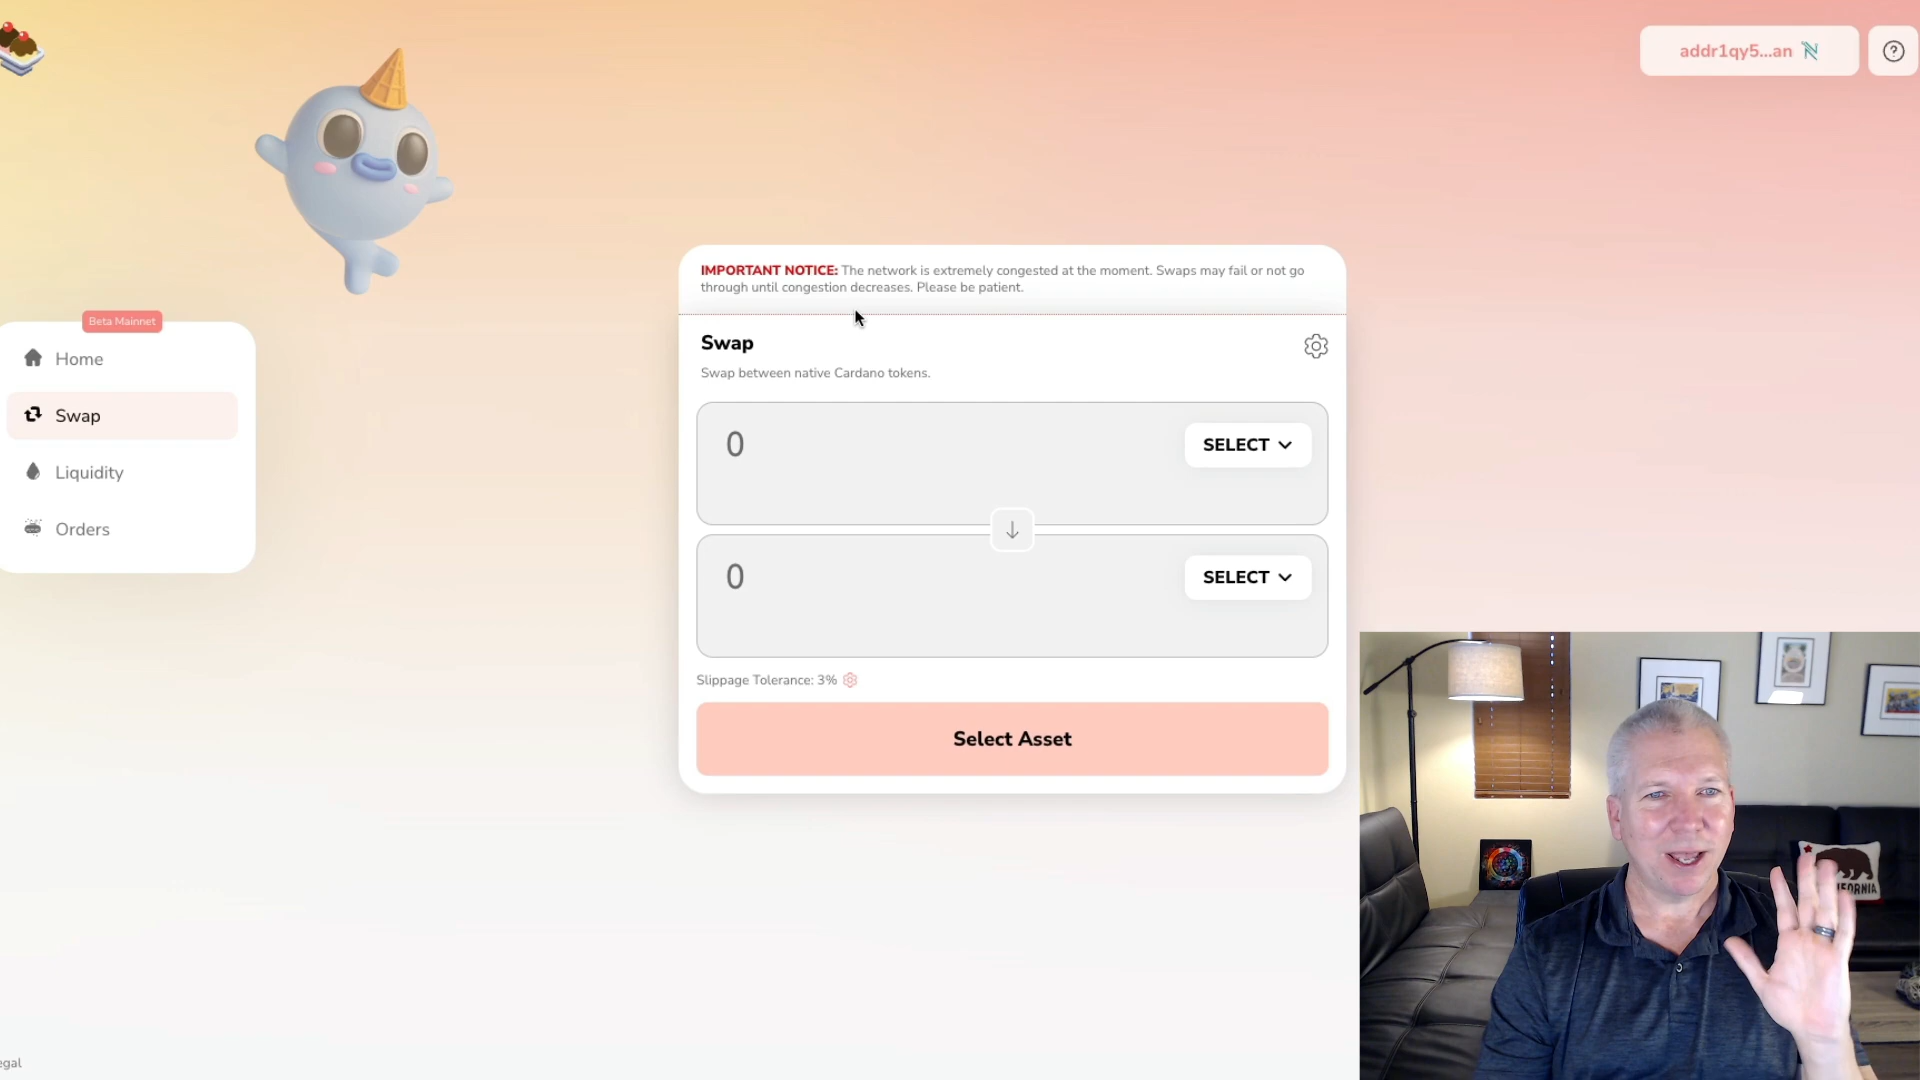 addr1qy5...an
IMPORTANT NOTICE: The network is extremely congested at the moment. Swaps may fail or not go
through until congestion decreases. Please be patient.
Beta Mainnet
Home
Swap
Liquidity
Orders
Swap
Swap between native Cardano tokens.
0
SELECT
0
SELECT
Slippage Tolerance: 3%
Select Asset
egal
IFORNIA